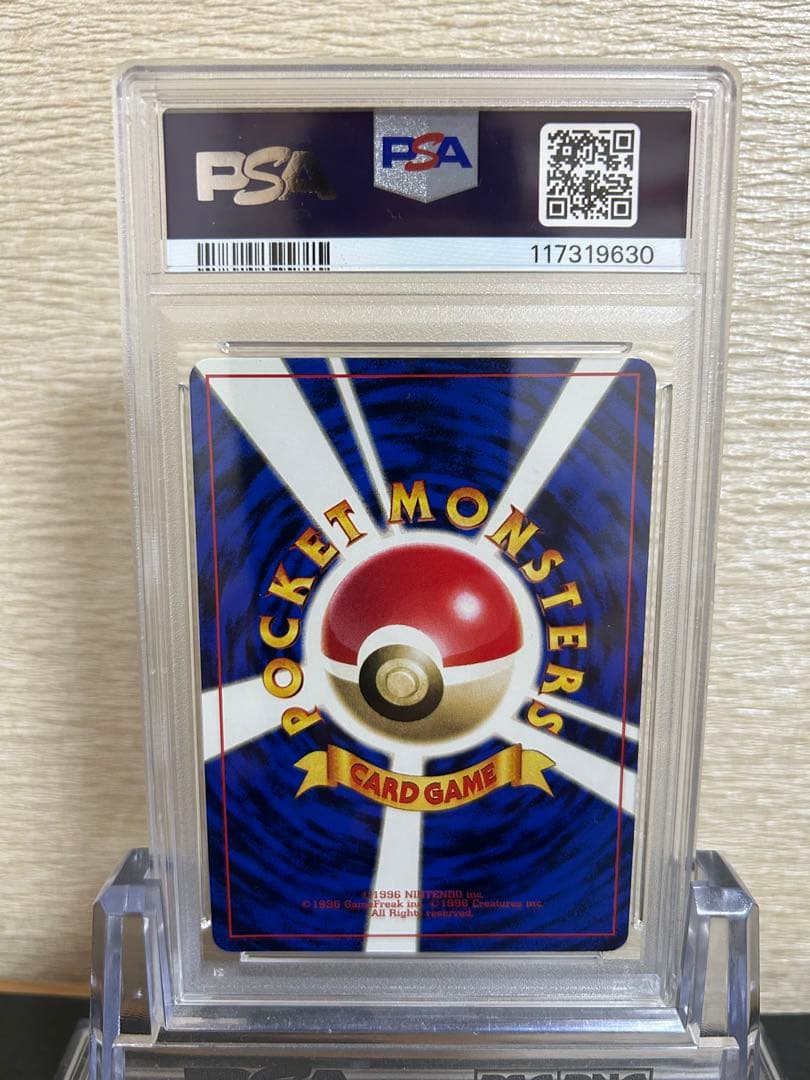 PSA
PSA
117319630
POCKET MONSTERS
CARD GAME
©1996 NINTENDO inc.
©1996 GameFreak inc. ©1996 Creatures inc.
All Rights reserved.
PSA